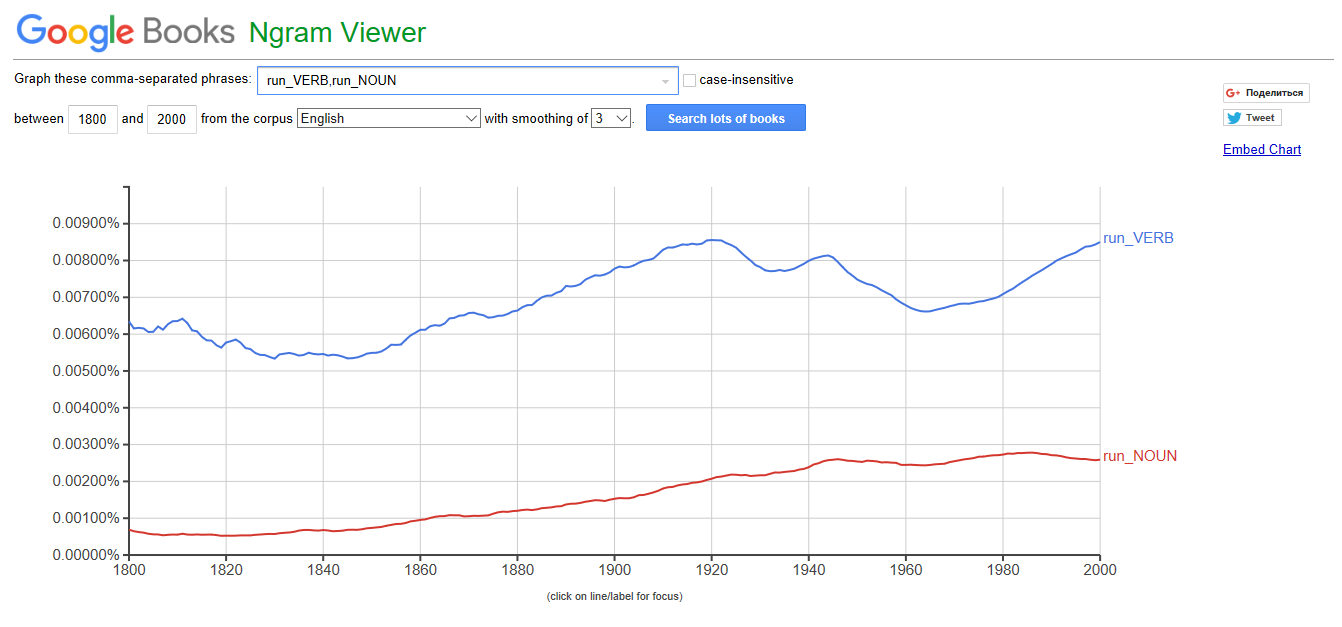 Google Books Ngram Viewer
Graph these comma-separated phrases: run_VERB,run_NOUN case-insensitive
between 1800 and 2000 from the corpus English with smoothing of 3 . Search lots of books
Поделиться
Tweet
Embed Chart
0.00900%
0.00800%
0.00700%
0.00600%
0.00500%
0.00400%
0.00300%
0.00200%
0.00100%
0.00000%
run_VERB
run_NOUN
1800 1820 1840 1860 1880 1900 1920 1940 1960 1980 2000
(click on line/label for focus)